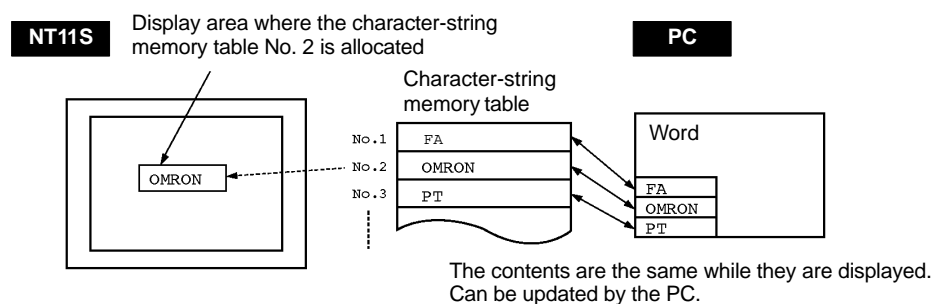 NT11S
Display area where the character-string
memory table No. 2 is allocated
PC
Character-string
memory table
OMRON
No.1 FA
No.2 OMRON
No.3 PT
Word
FA
OMRON
PT
The contents are the same while they are displayed.
Can be updated by the PC.